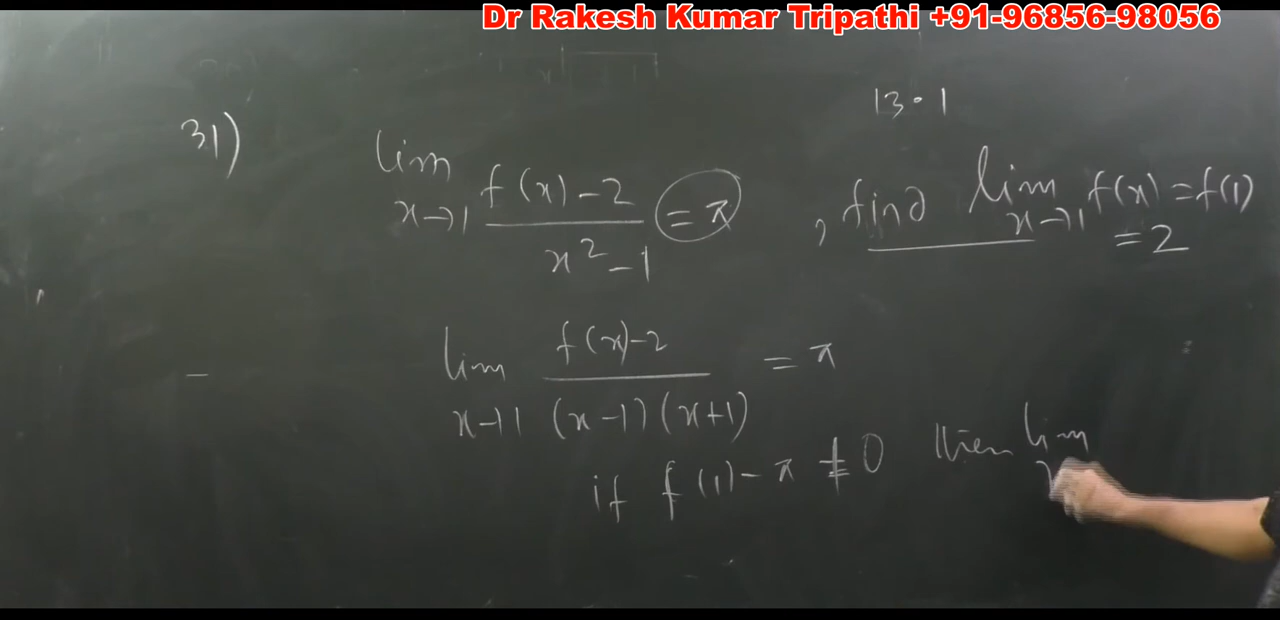 Dr Rakesh Kumar Tripathi +91-96856-98056
13.1
31) lim x→1 f(x)-2 / x²-1 = π , find lim x→1 f(x) = f(1)
= 2
lim x→1 f(x)-2 / (x-1)(x+1) = π
if f(1) - π ≠ 0 then lim